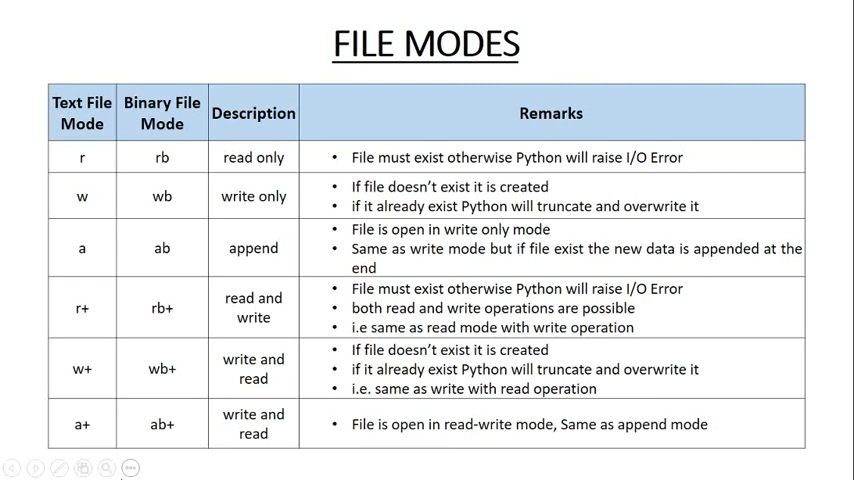 FILE MODES
Text File Mode	Binary File Mode	Description	Remarks
r	rb	read only	• File must exist otherwise Python will raise I/O Error
w	wb	write only	• If file doesn't exist it is created
• if it already exist Python will truncate and overwrite it
a	ab	append	• File is open in write only mode
• Same as write mode but if file exist the new data is appended at the
end
r+	rb+	read and write	• File must exist otherwise Python will raise I/O Error
• both read and write operations are possible
• i.e same as read mode with write operation
w+	wb+	write and read	• If file doesn't exist it is created
• if it already exist Python will truncate and overwrite it
• i.e. same as write with read operation
a+	ab+	write and read	• File is open in read-write mode, Same as append mode